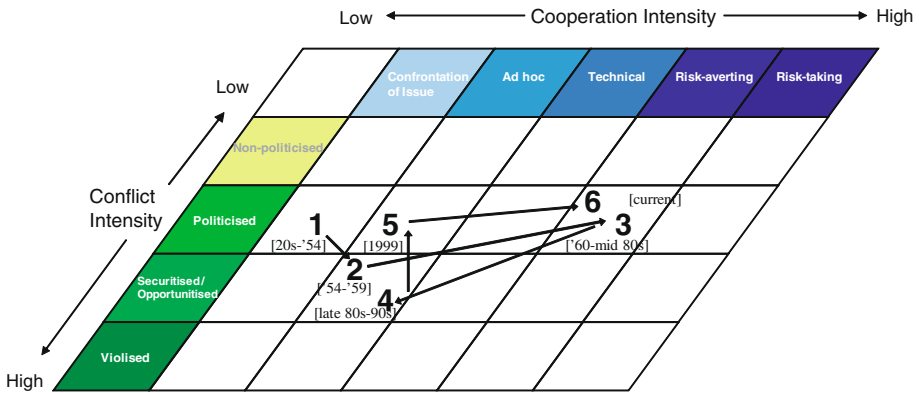 Low Cooperation Intensity High
Confrontation
of Issue
Ad hoc
Technical
Risk-averting
Risk-taking
Low
Non-politicised
Conflict
Intensity
Politicised
1
[20s-'54]
5
[1999]
6
[current]
3
['60-mid 80s]
Securitised/
Opportunitised
2
['54-'59]
4
[late 80s-90s]
Violised
High